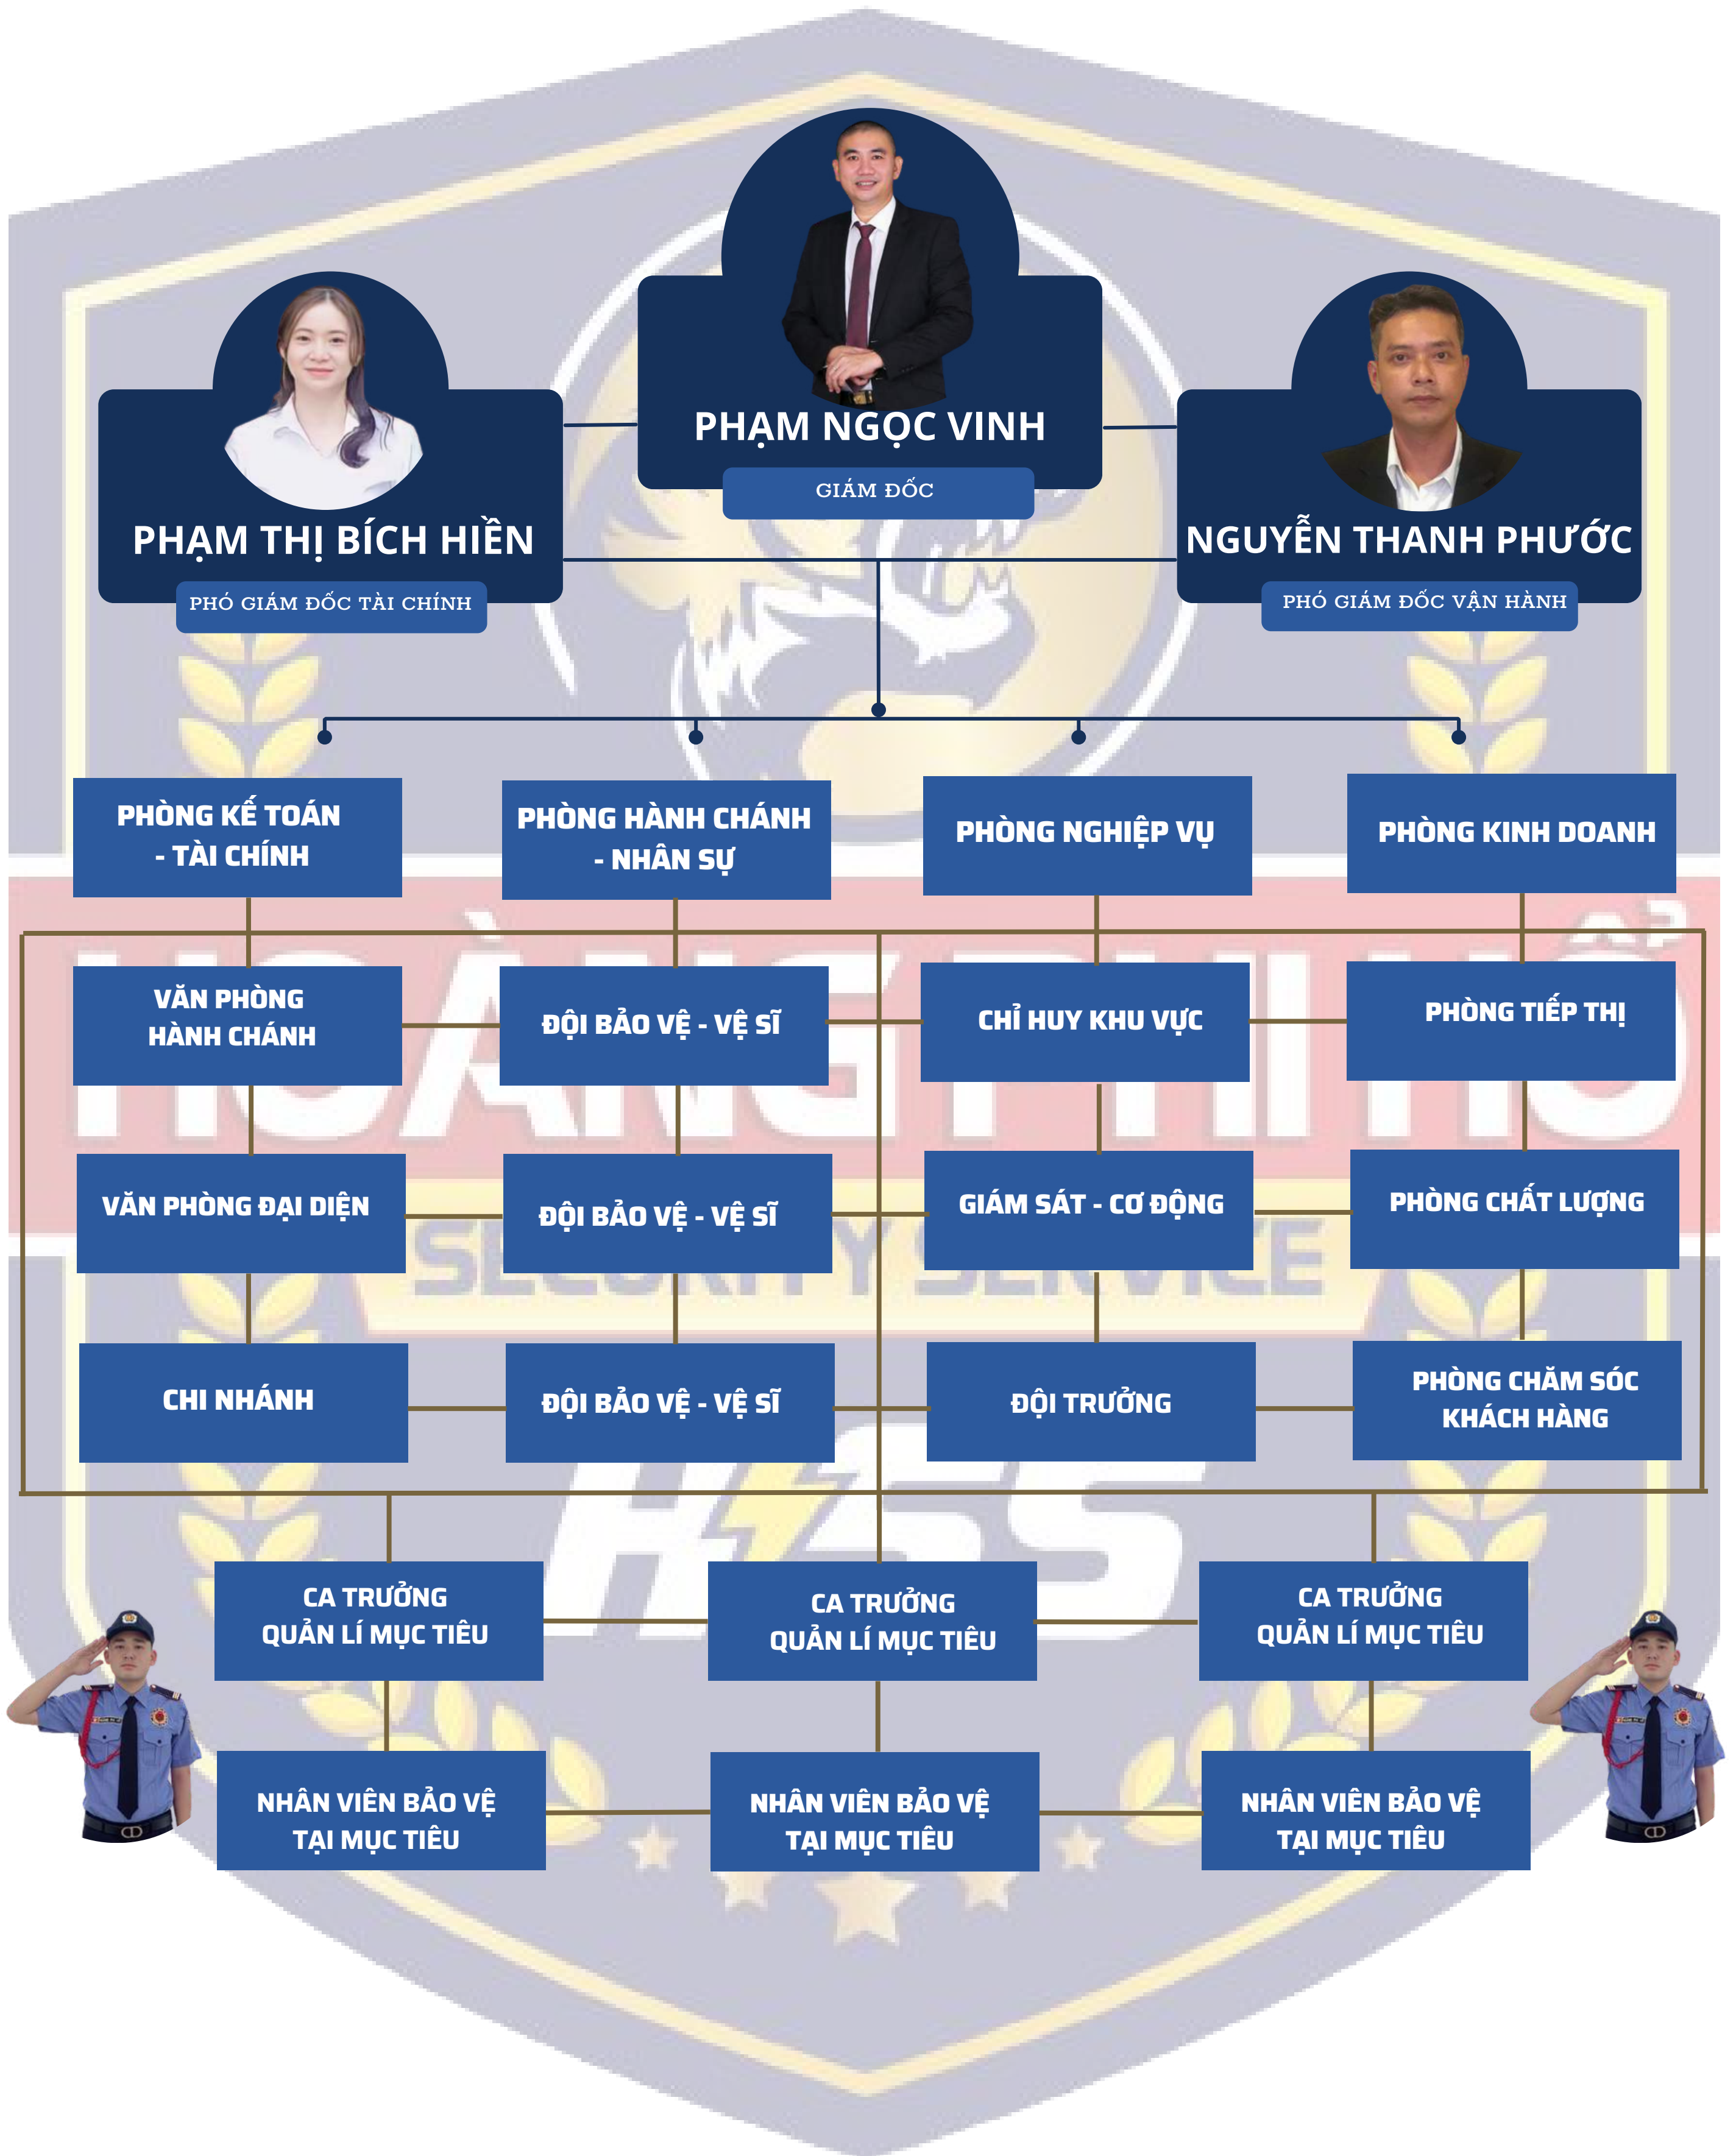 PHẠM NGỌC VINH
GIÁM ĐỐC
PHẠM THỊ BÍCH HIỀN
PHÓ GIÁM ĐỐC TÀI CHÍNH
NGUYỄN THANH PHƯỚC
PHÓ GIÁM ĐỐC VẬN HÀNH
PHÒNG KẾ TOÁN
- TÀI CHÍNH
PHÒNG HÀNH CHÁNH
- NHÂN SỰ
PHÒNG NGHIỆP VỤ
PHÒNG KINH DOANH
HOÀNG PHI HỔ
VĂN PHÒNG
HÀNH CHÁNH
ĐỘI BẢO VỆ - VỆ SĨ
CHỈ HUY KHU VỰC
PHÒNG TIẾP THỊ
VĂN PHÒNG ĐẠI DIỆN
ĐỘI BẢO VỆ - VỆ SĨ
GIÁM SÁT - CƠ ĐỘNG
PHÒNG CHẤT LƯỢNG
SECURITY SERVICE
CHI NHÁNH
ĐỘI BẢO VỆ - VỆ SĨ
ĐỘI TRƯỞNG
PHÒNG CHĂM SÓC
KHÁCH HÀNG
CA TRƯỞNG
QUẢN LÍ MỤC TIÊU
CA TRƯỞNG
QUẢN LÍ MỤC TIÊU
CA TRƯỞNG
QUẢN LÍ MỤC TIÊU
NHÂN VIÊN BẢO VỆ
TẠI MỤC TIÊU
NHÂN VIÊN BẢO VỆ
TẠI MỤC TIÊU
NHÂN VIÊN BẢO VỆ
TẠI MỤC TIÊU